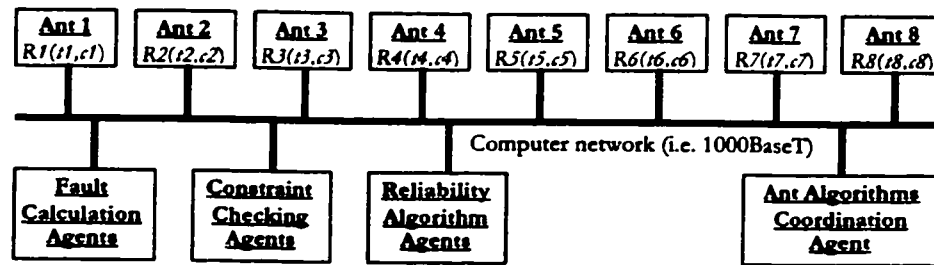 Ant 1
R1(t1,c1)
Ant 2
R2(t2,c2)
Ant 3
R3(t3,c3)
Ant 4
R4(t4,c4)
Ant 5
R5(t5,c5)
Ant 6
R6(t6,c6)
Ant 7
R7(t7,c7)
Ant 8
R8(t8,c8)
Computer network (i.e. 1000BaseT)
Fault
Calculation
Agents
Constraint
Checking
Agents
Reliability
Algorithm
Agents
Ant Algorithms
Coordination
Agent